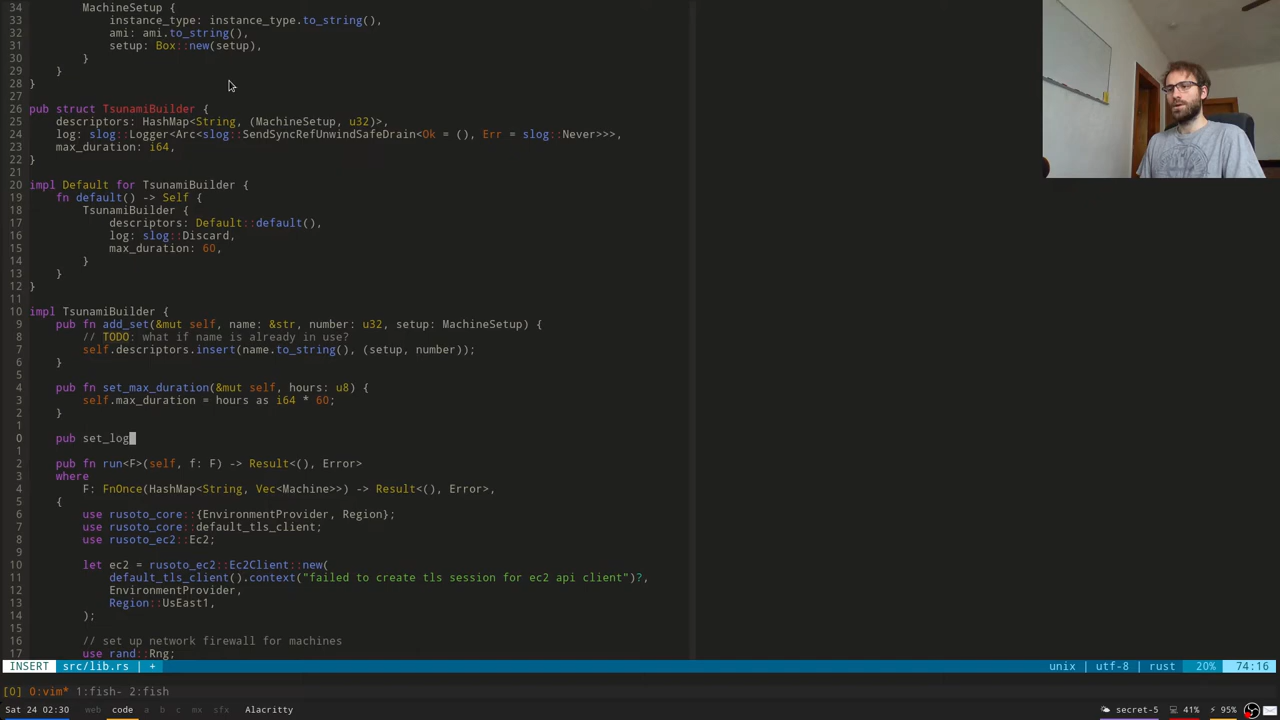 34        MachineSetup {
33            instance_type: instance_type.to_string(),
32            ami: ami.to_string(),
31            setup: Box::new(setup),
30        }
29    }
28 }
27
26 pub struct TsunamiBuilder {
25     descriptors: HashMap<String, (MachineSetup, u32)>,
24     log: slog::Logger<Arc<slog::SendSyncRefUnwindSafeDrain<Ok = (), Err = slog::Never>>>,
23     max_duration: i64,
22 }
21
20 impl Default for TsunamiBuilder {
19     fn default() -> Self {
18         TsunamiBuilder {
17             descriptors: Default::default(),
16             log: slog::Discard,
15             max_duration: 60,
14         }
13     }
12 }
11
10 impl TsunamiBuilder {
9     pub fn add_set(&mut self, name: &str, number: u32, setup: MachineSetup) {
8         // TODO: what if name is already in use?
7         self.descriptors.insert(name.to_string(), (setup, number));
6     }
5
4     pub fn set_max_duration(&mut self, hours: u8) {
3         self.max_duration = hours as i64 * 60;
2     }
1
0     pub set_log
1
2     pub fn run<F>(self, f: F) -> Result<(), Error>
3     where
4         F: FnOnce(HashMap<String, Vec<Machine>>) -> Result<(), Error>,
5     {
6         use rusoto_core::{EnvironmentProvider, Region};
7         use rusoto_core::default_tls_client;
8         use rusoto_ec2::Ec2;
9
10         let ec2 = rusoto_ec2::Ec2Client::new(
11             default_tls_client().context("failed to create tls session for ec2 api client")?,
12             EnvironmentProvider,
13             Region::UsEast1,
14         );
15
16         // set up network firewall for machines
17         use rand::Rng;
INSERT src/lib.rs | + unix | utf-8 | rust 20% 74:16
[0] 0:vim* 1:fish- 2:fish
Sat 24 02:30 web code a b c mx sfx Alacritty secret-5 41% 95%